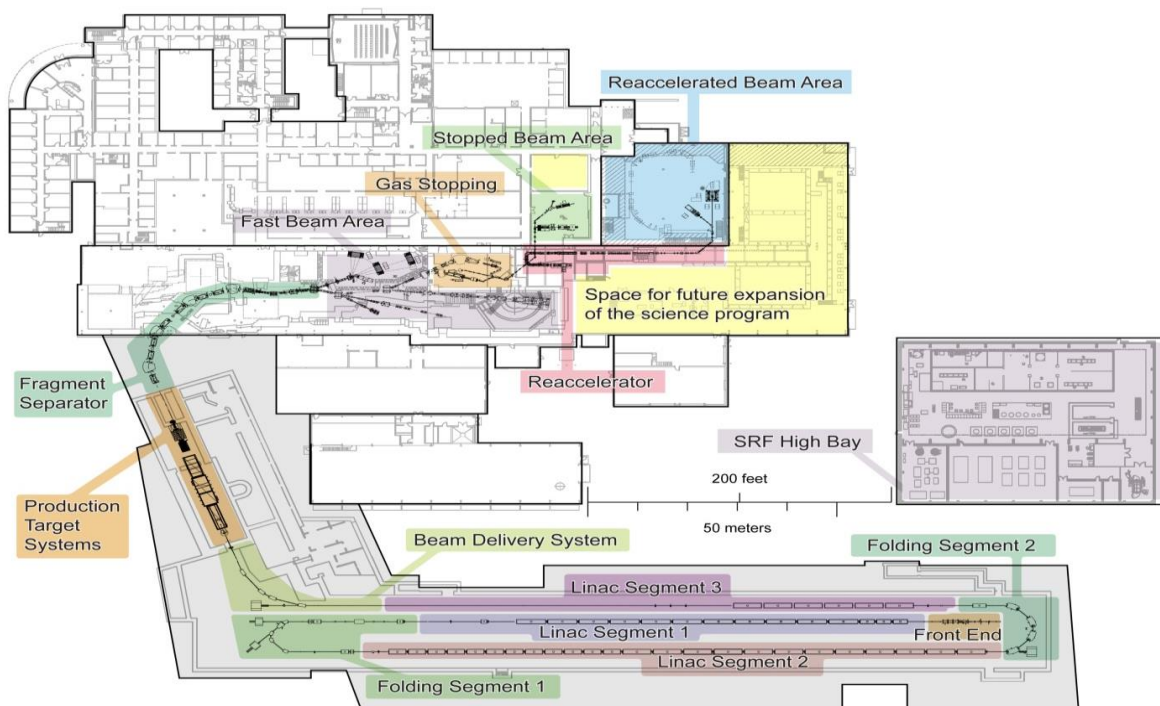 Reaccelerated Beam Area
Stopped Beam Area
Gas Stopping
Fast Beam Area
Space for future expansion
of the science program
Reaccelerator
Fragment
Separator
SRF High Bay
200 feet
50 meters
Production
Target
Systems
Beam Delivery System
Folding Segment 2
Linac Segment 3
Linac Segment 1
Front End
Linac Segment 2
Folding Segment 1